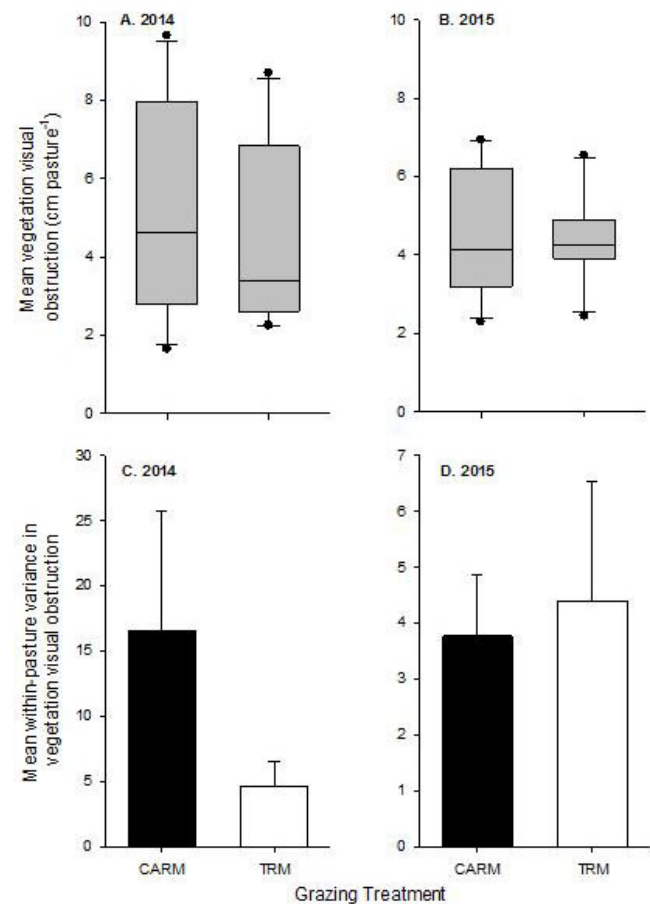 A. 2014
10
8
6
4
2
0
Mean vegetation visual
obstruction (cm pasture⁻¹)
B. 2015
10
8
6
4
2
0
C. 2014
30
25
20
15
10
5
0
Mean within-pasture variance in
vegetation visual obstruction
CARM
TRM
D. 2015
7
6
5
4
3
2
1
0
CARM
TRM
Grazing Treatment